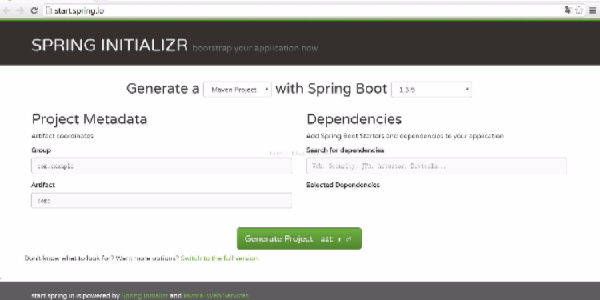 start.spring.io
SPRING INITIALIZR bootstrap your application now
Generate a Maven Project with Spring Boot 1.3.5
Project Metadata
Artifact coordinates
Group
com.example
Artifact
demo
Dependencies
Add Spring Boot Starters and dependencies to your application
Search for dependencies
Web, Security, JPA, Actuator, Devtools...
Selected Dependencies
Generate Project
Don't know what to look for? Want more options? Switch to the full version.
start.spring.io is powered by Spring Initializr and Web Services